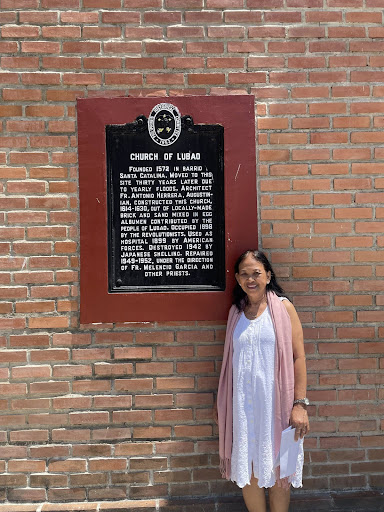 CHURCH OF LUBAO
FOUNDED 1572 IN BARRIO
SANTA CATALINA. MOVED TO THIS
SITE THIRTY YEARS LATER DUE
TO YEARLY FLOODS. ARCHITECT
FR. ANTONIO HERRERA, AUGUSTIN-
IAN, CONSTRUCTED THIS CHURCH,
1614-1630, OUT OF LOCALLY-MADE
BRICK AND SAND MIXED IN EGG
ALBUMEN CONTRIBUTED BY THE
PEOPLE OF LUBAO. OCCUPIED 1898
BY THE REVOLUTIONISTS. USED AS
HOSPITAL 1899 BY AMERICAN
FORCES. DESTROYED 1942 BY
JAPANESE SHELLING. REPAIRED
1949-1952, UNDER THE DIRECTION
OF FR. MELENCIO GARCIA AND
OTHER PRIESTS.